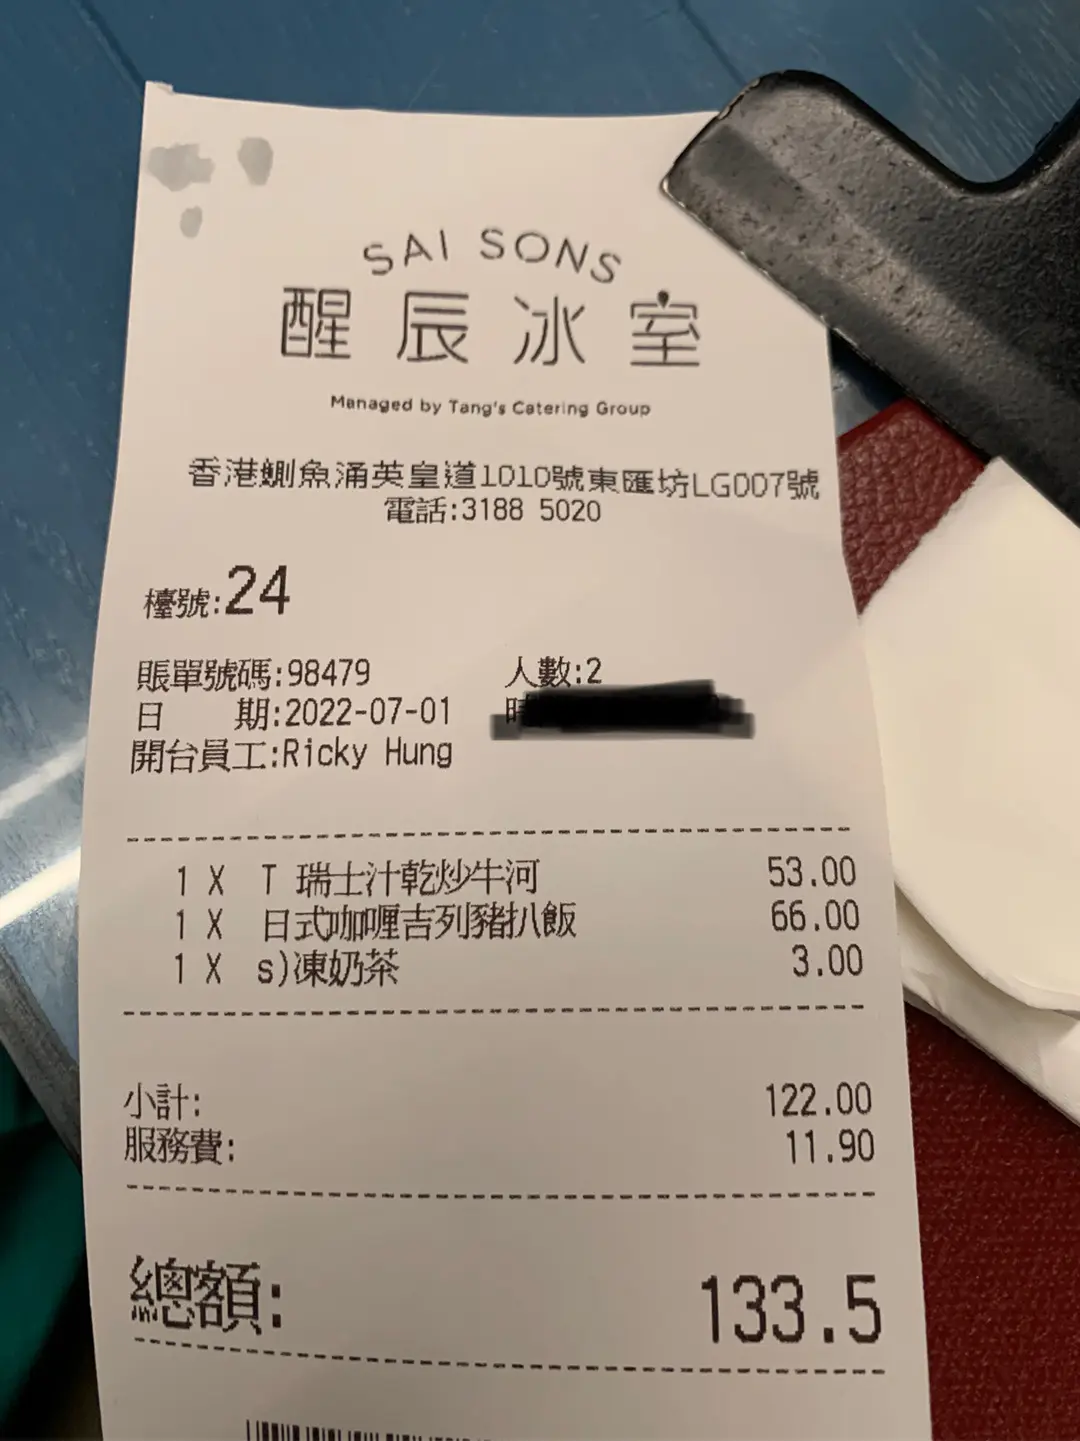 SAI SONS
醒辰冰室
Managed by Tang's Catering Group
香港鰂魚涌英皇道1010號東匯坊LG007號
電話:3188 5020
檯號:24
賬單號碼:98479 人數:2
日 期:2022-07-01 時
開台員工:Ricky Hung
1 X T 瑞士汁乾炒牛河 53.00
1 X 日式咖喱吉列豬扒飯 66.00
1 X s)凍奶茶 3.00
小計: 122.00
服務費: 11.90
總額: 133.5